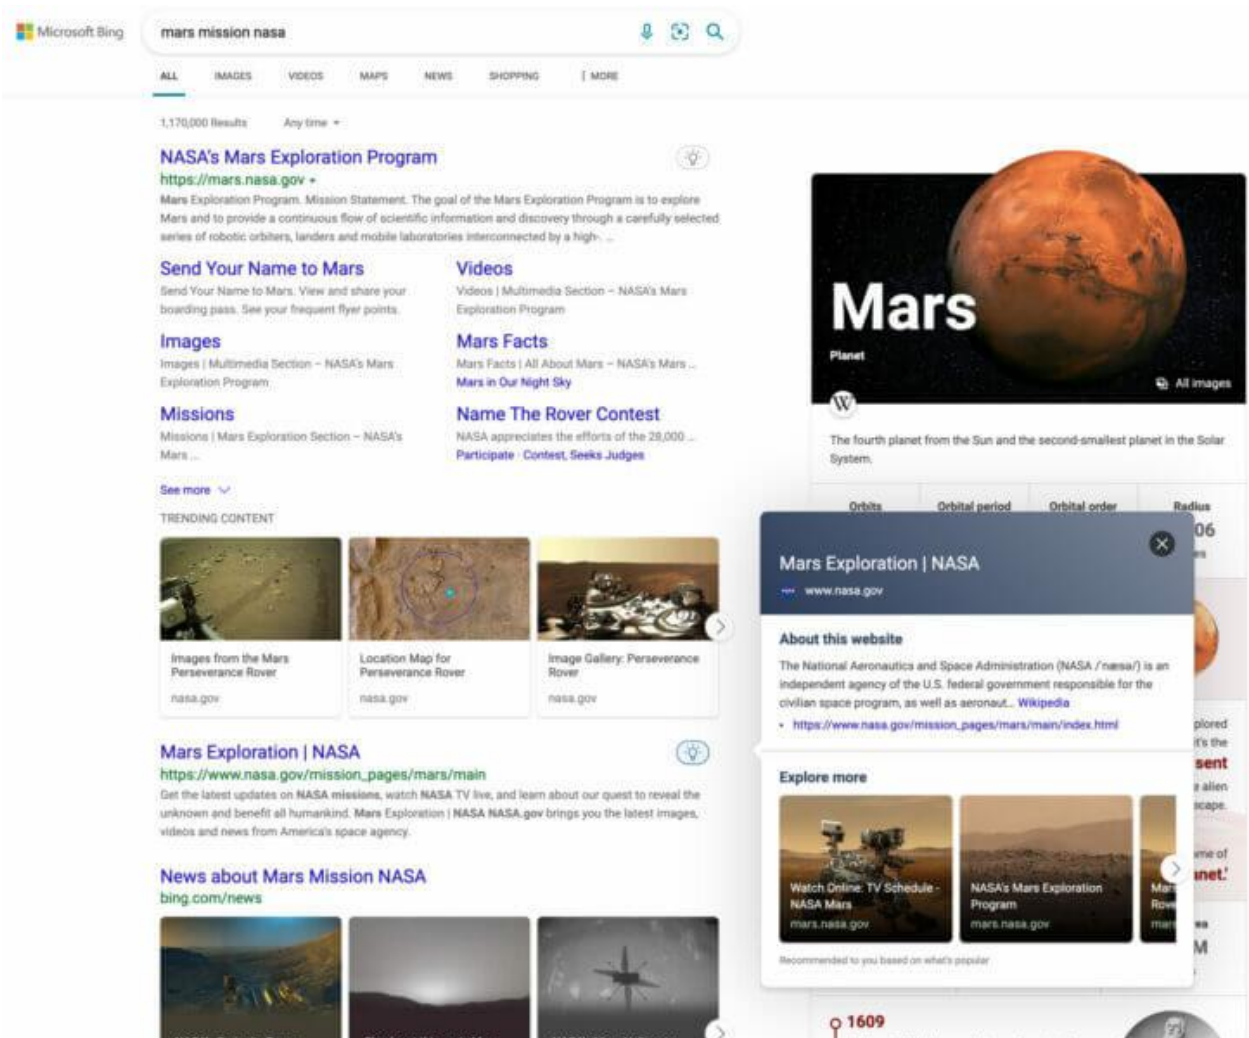 Microsoft Bing
mars mission nasa
ALL IMAGES VIDEOS MAPS NEWS SHOPPING MORE
1,170,000 Results Any time
NASA's Mars Exploration Program
https://mars.nasa.gov
Mars Exploration Program. Mission Statement. The goal of the Mars Exploration Program is to explore
Mars and to provide a continuous flow of scientific information and discovery through a carefully selected
series of robotic orbiters, landers and mobile laboratories interconnected by a high-. ...
Send Your Name to Mars
Send Your Name to Mars. View and share your
boarding pass. See your frequent flyer points.
Videos
Videos | Multimedia Section – NASA's Mars
Exploration Program
Images
Images | Multimedia Section – NASA's Mars
Exploration Program
Mars Facts
Mars Facts | All About Mars – NASA's Mars ...
Mars in Our Night Sky
Missions
Missions | Mars Exploration Section – NASA's
Mars ...
Name The Rover Contest
NASA appreciates the efforts of the 28,000 ...
Participate · Contest, Seeks Judges
See more
TRENDING CONTENT
Images from the Mars
Perseverance Rover
nasa.gov
Location Map for
Perseverance Rover
nasa.gov
Image Gallery: Perseverance
Rover
nasa.gov
Mars Exploration | NASA
https://www.nasa.gov/mission_pages/mars/main
Get the latest updates on NASA missions, watch NASA TV live, and learn about our quest to reveal the
unknown and benefit all humankind. Mars Exploration | NASA NASA.gov brings you the latest images,
videos and news from America's space agency.
News about Mars Mission NASA
bing.com/news
Mars
Planet
All images
W
The fourth planet from the Sun and the second-smallest planet in the Solar
System.
Orbits Orbital period Orbital order Radius
06
es
Mars Exploration | NASA
www.nasa.gov
About this website
The National Aeronautics and Space Administration (NASA /ˈnæsə/) is an
independent agency of the U.S. federal government responsible for the
civilian space program, as well as aeronaut... Wikipedia
https://www.nasa.gov/mission_pages/mars/main/index.html
Explore more
Watch Online: TV Schedule -
NASA Mars
mars.nasa.gov
NASA's Mars Exploration
Program
mars.nasa.gov
Mars
Rove
mars
Recommended to you based on what's popular
plored
it's the
sent
alien
scape.
me of
anet.'
ea
M
1609